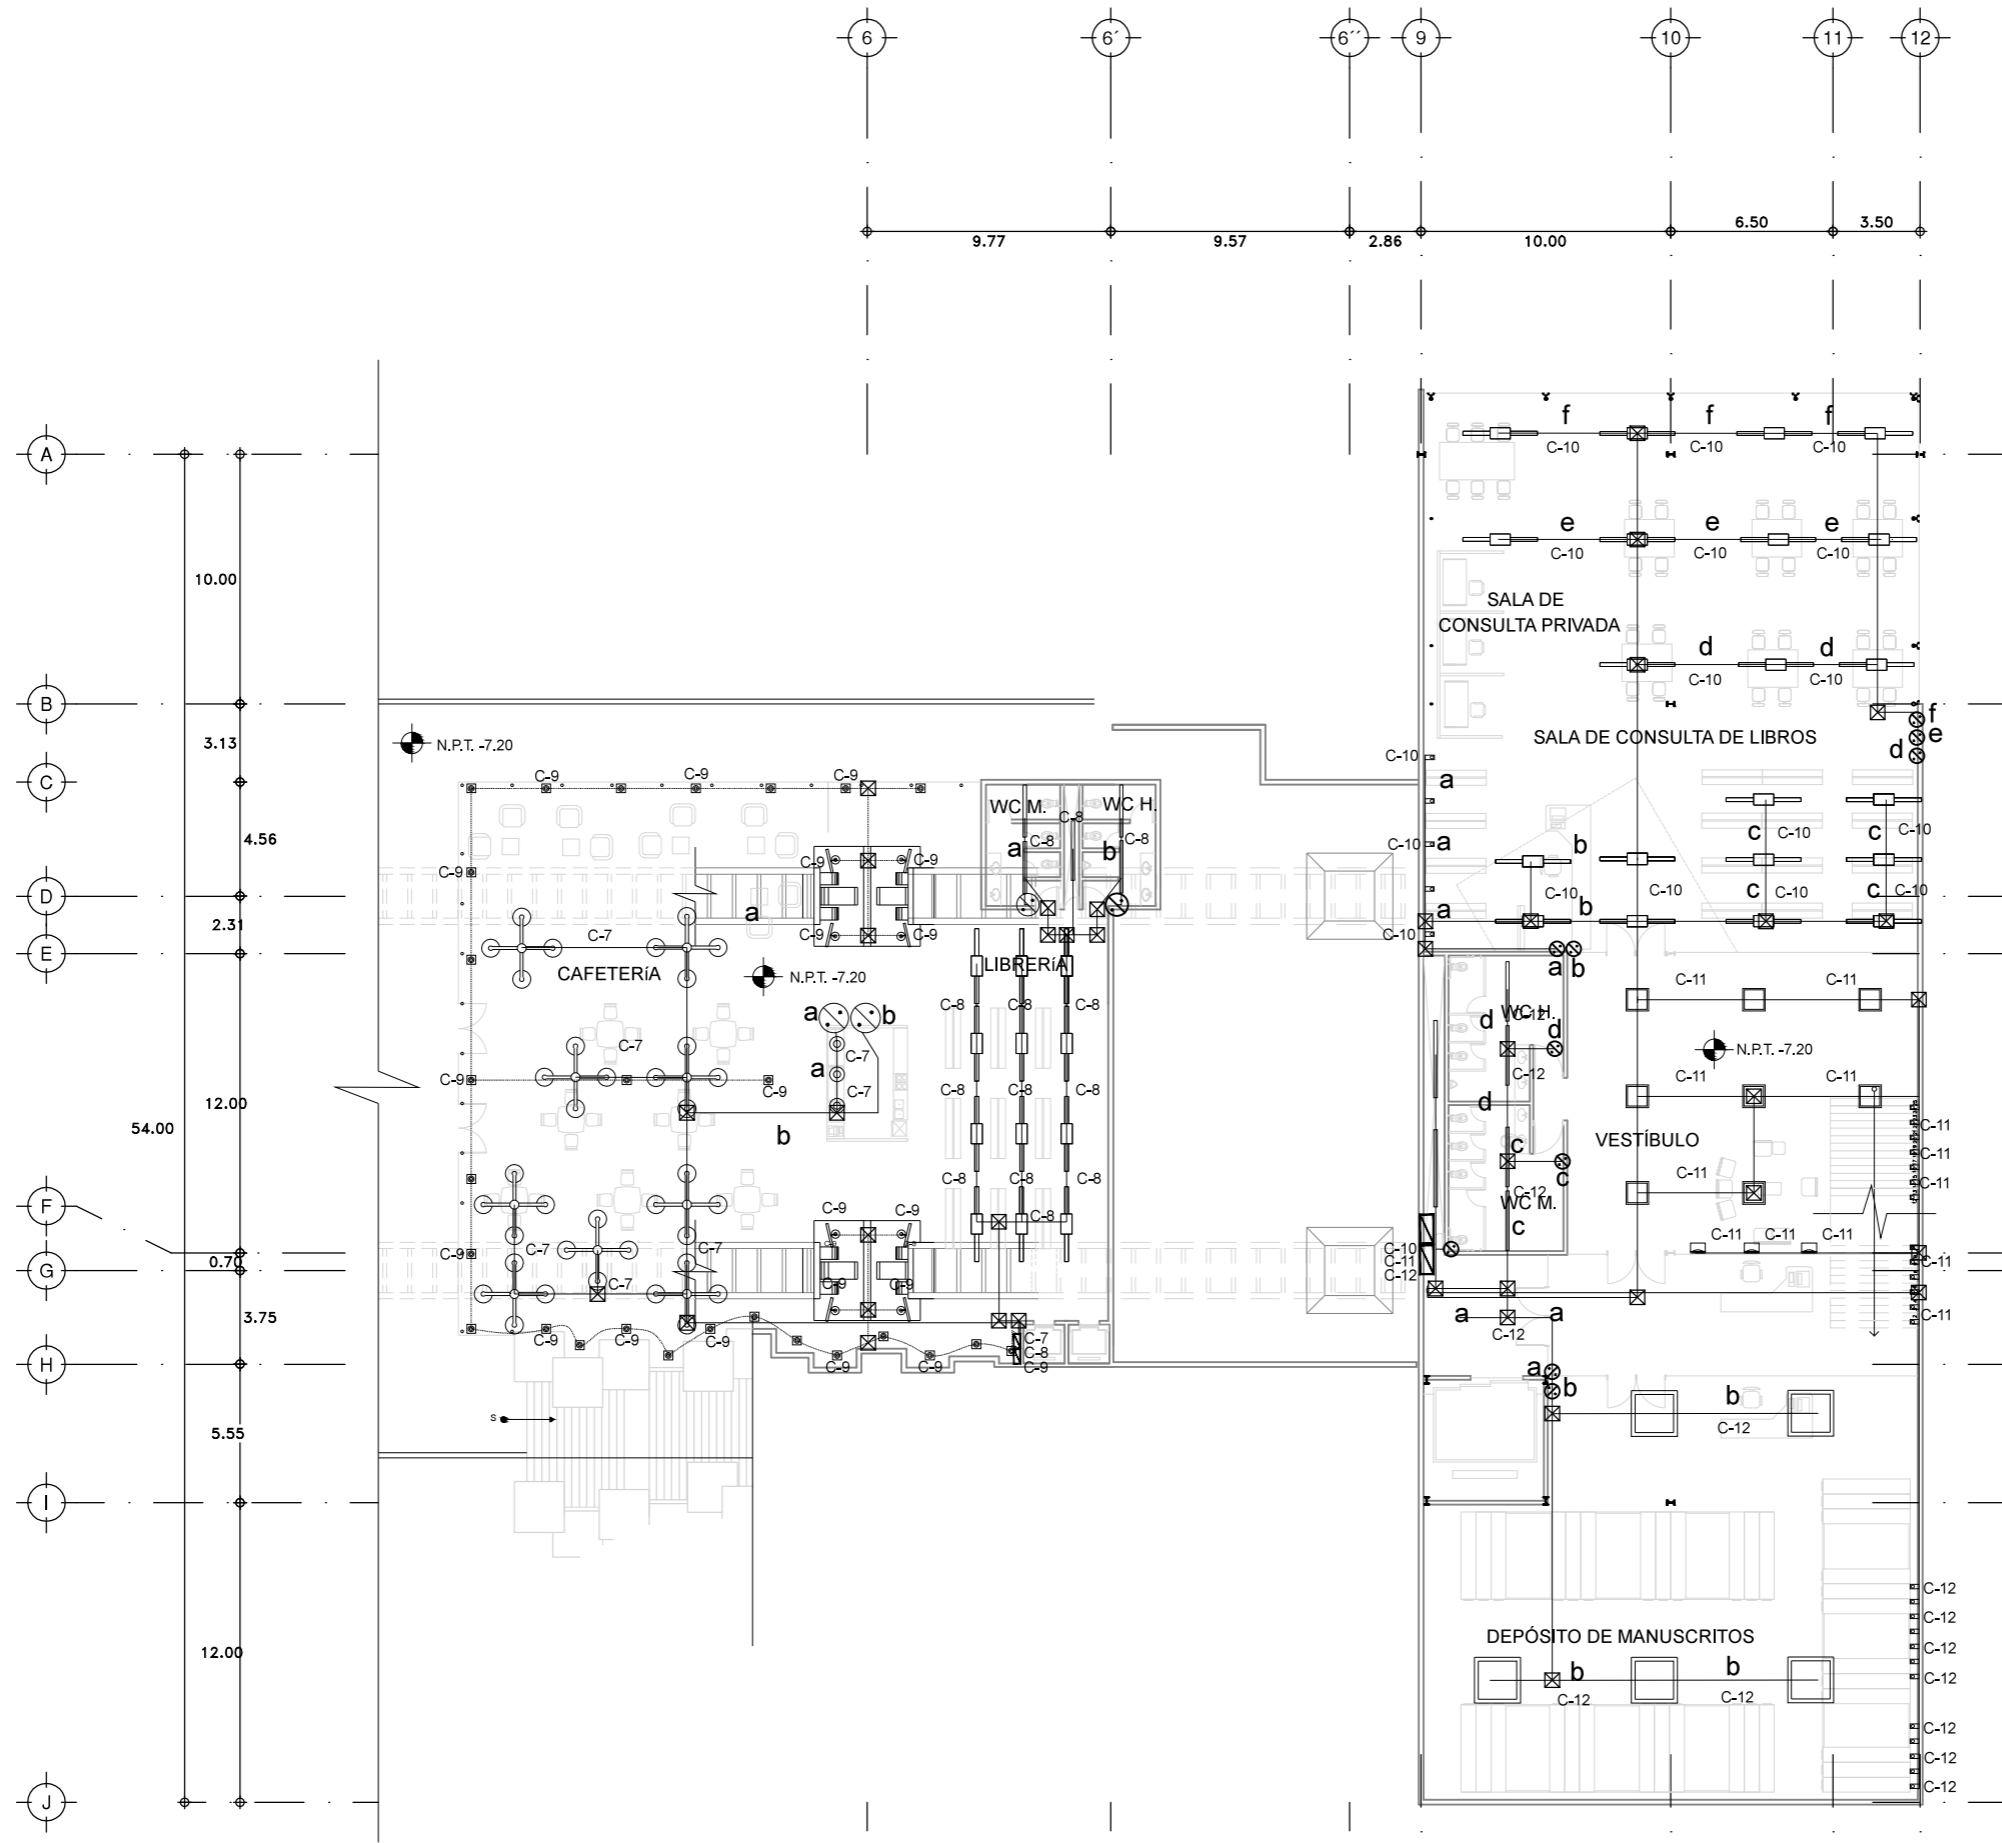 6 6´ 6´´ 9 10 11 12
9.77 9.57 2.86 10.00 6.50 3.50
A
B
C
D
E
F
G
H
I
J
10.00
3.13
4.56
2.31
12.00
54.00
0.70
3.75
5.55
12.00
N.P.T. -7.20
C-9 C-9 C-9
C-9
C-9 C-9
C-9 C-9
a
C-7
CAFETERíA
N.P.T. -7.20
a b
C-7
C-7
a
C-7
C-9 C-9
b
C-9 C-9
C-9
C-7 C-7
C-7
C-9 C-9
C-9 C-9 C-9
C-9 C-9
S
WC M. WC H.
C-8
a C-8 b C-8
LIBRERíA
C-8 C-8 C-8
C-8 C-8 C-8
C-8 C-8 C-8
C-8
C-7
C-8
C-9
f f f
C-10 C-10 C-10
e e e
C-10 C-10 C-10
SALA DE
CONSULTA PRIVADA
d d
C-10 C-10
SALA DE CONSULTA DE LIBROS
f
e
d
C-10
a
C-10 a
b
c C-10 c C-10
C-10 C-10 c C-10 c C-10
a b
C-10
a b
C-11 C-11
WC H.
d C-12 d
N.P.T. -7.20
C-12
d
C-11 C-11
VESTÍBULO
C-11
C-11
C-11
c c
C-12
WC M.
c
C-11
C-11 C-11 C-11
C-11
C-10
C-11
C-12
C-11
a a
C-12
a
b
b
C-12
C-12
C-12
DEPÓSITO DE MANUSCRITOS
C-12
b b
C-12 C-12
C-12
C-12
C-12
C-12